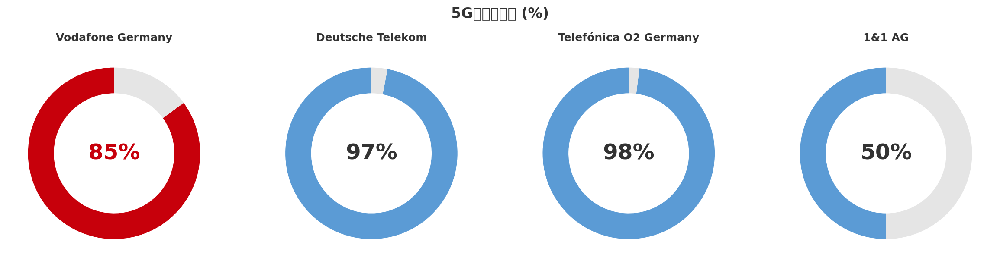 5G (%)
Vodafone Germany
Deutsche Telekom
Telefónica O2 Germany
1&1 AG
85%
97%
98%
50%